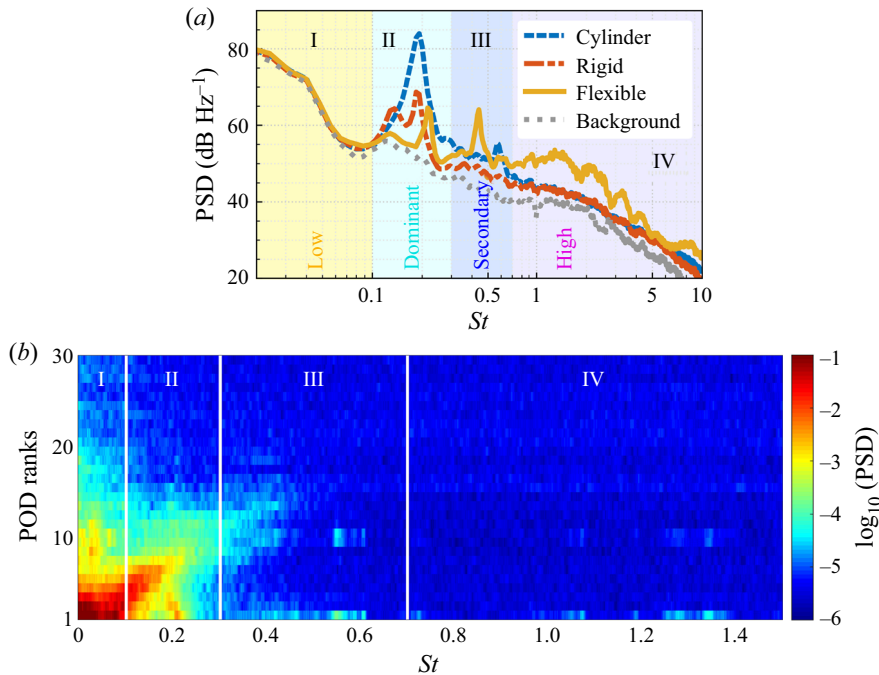 (a)
80
60
40
20
PSD (dB Hz⁻¹)
I
II
III
IV
Cylinder
Rigid
Flexible
Background
Low
Dominant
Secondary
High
0.1
0.5
1
5
10
St
(b)
30
20
10
1
POD ranks
I
II
III
IV
0
0.2
0.4
0.6
0.8
1.0
1.2
1.4
St
–1
–2
–3
–4
–5
–6
log₁₀ (PSD)